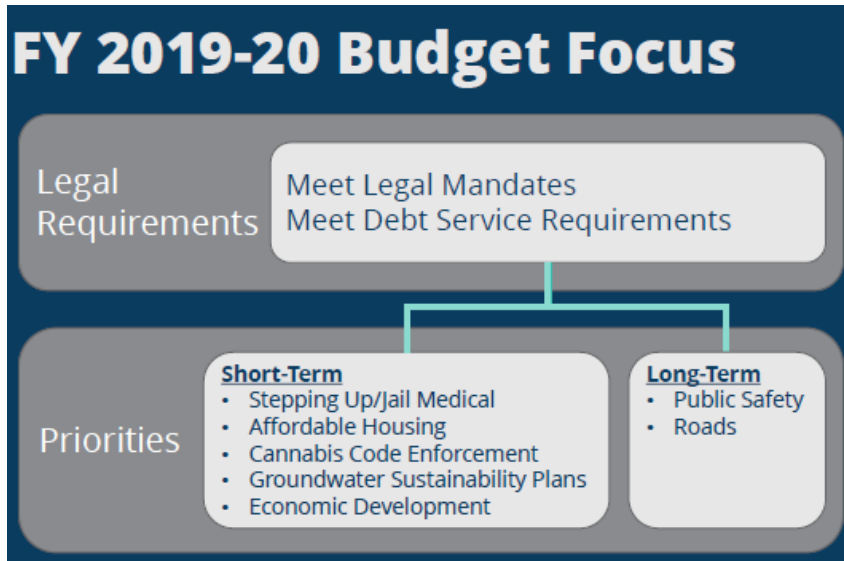 FY 2019-20 Budget Focus
Legal
Requirements
Meet Legal Mandates
Meet Debt Service Requirements
Priorities
Short-Term
• Stepping Up/Jail Medical
• Affordable Housing
• Cannabis Code Enforcement
• Groundwater Sustainability Plans
• Economic Development
Long-Term
• Public Safety
• Roads